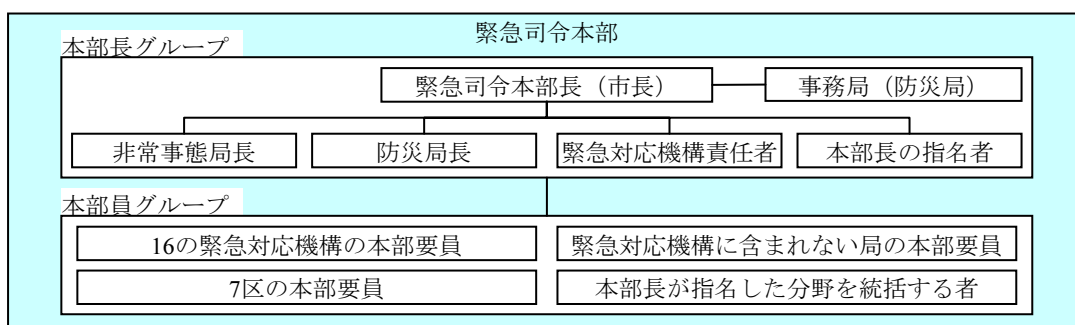 緊急司令本部
本部長グループ
緊急司令本部長（市長）
事務局（防災局）
非常事態局長
防災局長
緊急対応機構責任者
本部長の指名者
本部員グループ
16の緊急対応機構の本部要員
緊急対応機構に含まれない局の本部要員
7区の本部要員
本部長が指名した分野を統括する者